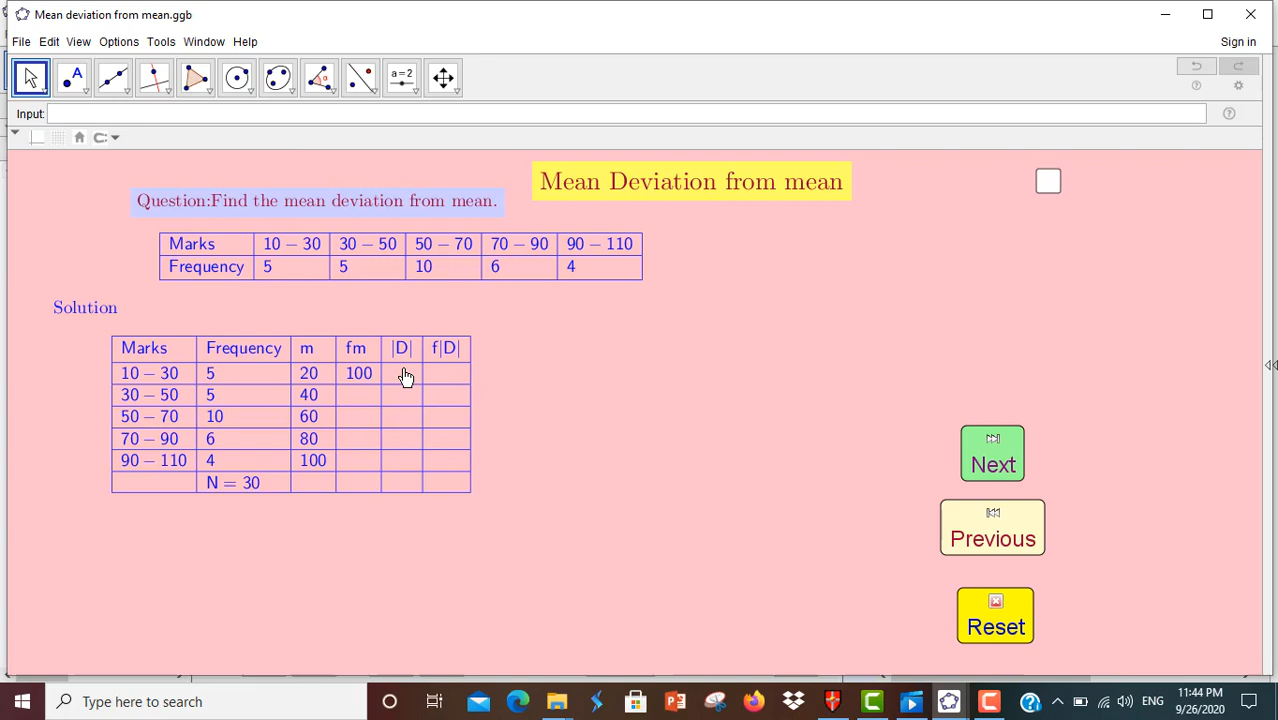 Mean deviation from mean.ggb
File Edit View Options Tools Window Help
Sign in
A
α
a=2
Input:
Mean Deviation from mean
Question:Find the mean deviation from mean.
Marks 10 − 30 30 − 50 50 − 70 70 − 90 90 − 110
Frequency 5 5 10 6 4
Solution
Marks Frequency m fm |D| f|D|
10 − 30 5 20 100
30 − 50 5 40
50 − 70 10 60
70 − 90 6 80
90 − 110 4 100
N = 30
Next
Previous
Reset
Type here to search
ENG
11:44 PM
9/26/2020